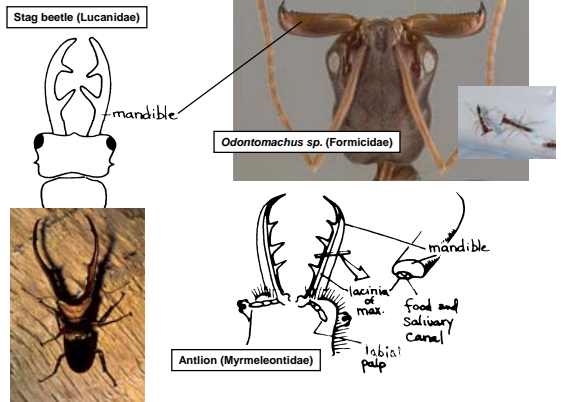 Stag beetle (Lucanidae)
mandible
Odontomachus sp. (Formicidae)
mandible
lacinia
of
max.
food and
salivary
canal
labial
palp
Antlion (Myrmeleontidae)